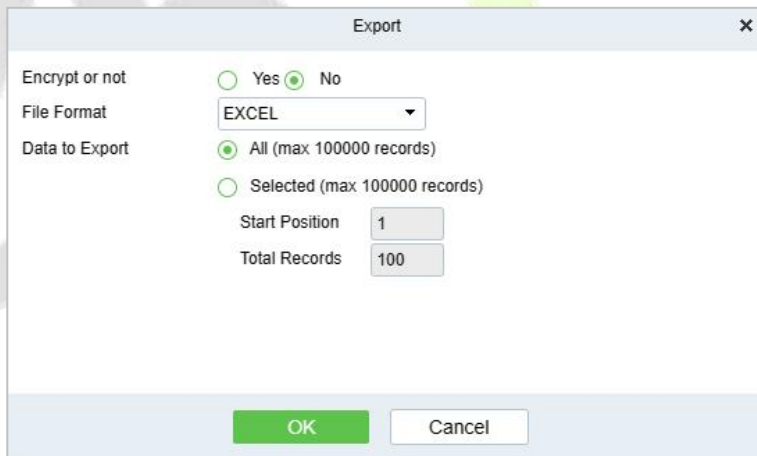 Export
Encrypt or not Yes No
File Format EXCEL
Data to Export All (max 100000 records)
Selected (max 100000 records)
Start Position 1
Total Records 100
OK Cancel